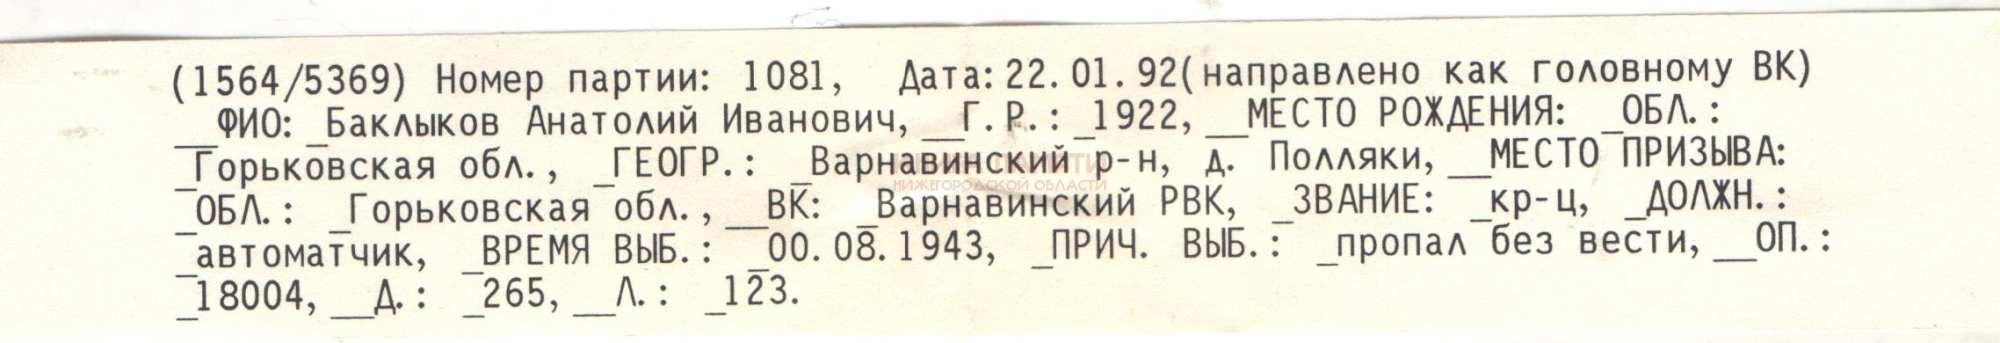 (1564/5369) Номер партии: 1081, Дата: 22.01.92(направлено как головному ВК)
__ФИО: _Баклыков Анатолий Иванович, __Г.Р.: _1922, __МЕСТО РОЖДЕНИЯ: _ОБЛ.:
_Горьковская обл., _ГЕОГР.: _Варнавинский р-н, д. Полляки, __МЕСТО ПРИЗЫВА:
НИЖЕГОРОДСКОЙ ОБЛАСТИ
_ОБЛ.: _Горьковская обл., __ВК: _Варнавинский РВК, _ЗВАНИЕ: _кр-ц, _ДОЛЖН.:
_автоматчик, _ВРЕМЯ ВЫБ.: _00.08.1943, _ПРИЧ. ВЫБ.: _пропал без вести, __ОП.:
_18004, __Д.: _265, __Л.: _123.